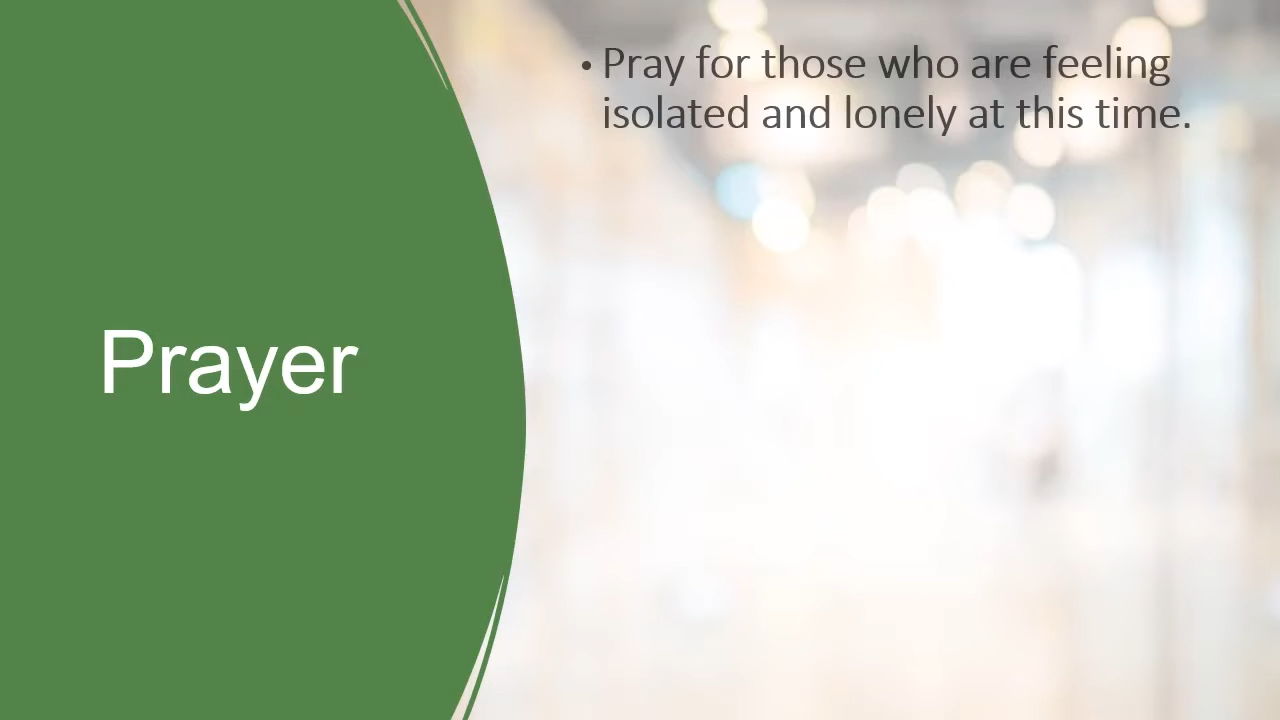 Prayer
• Pray for those who are feeling
isolated and lonely at this time.